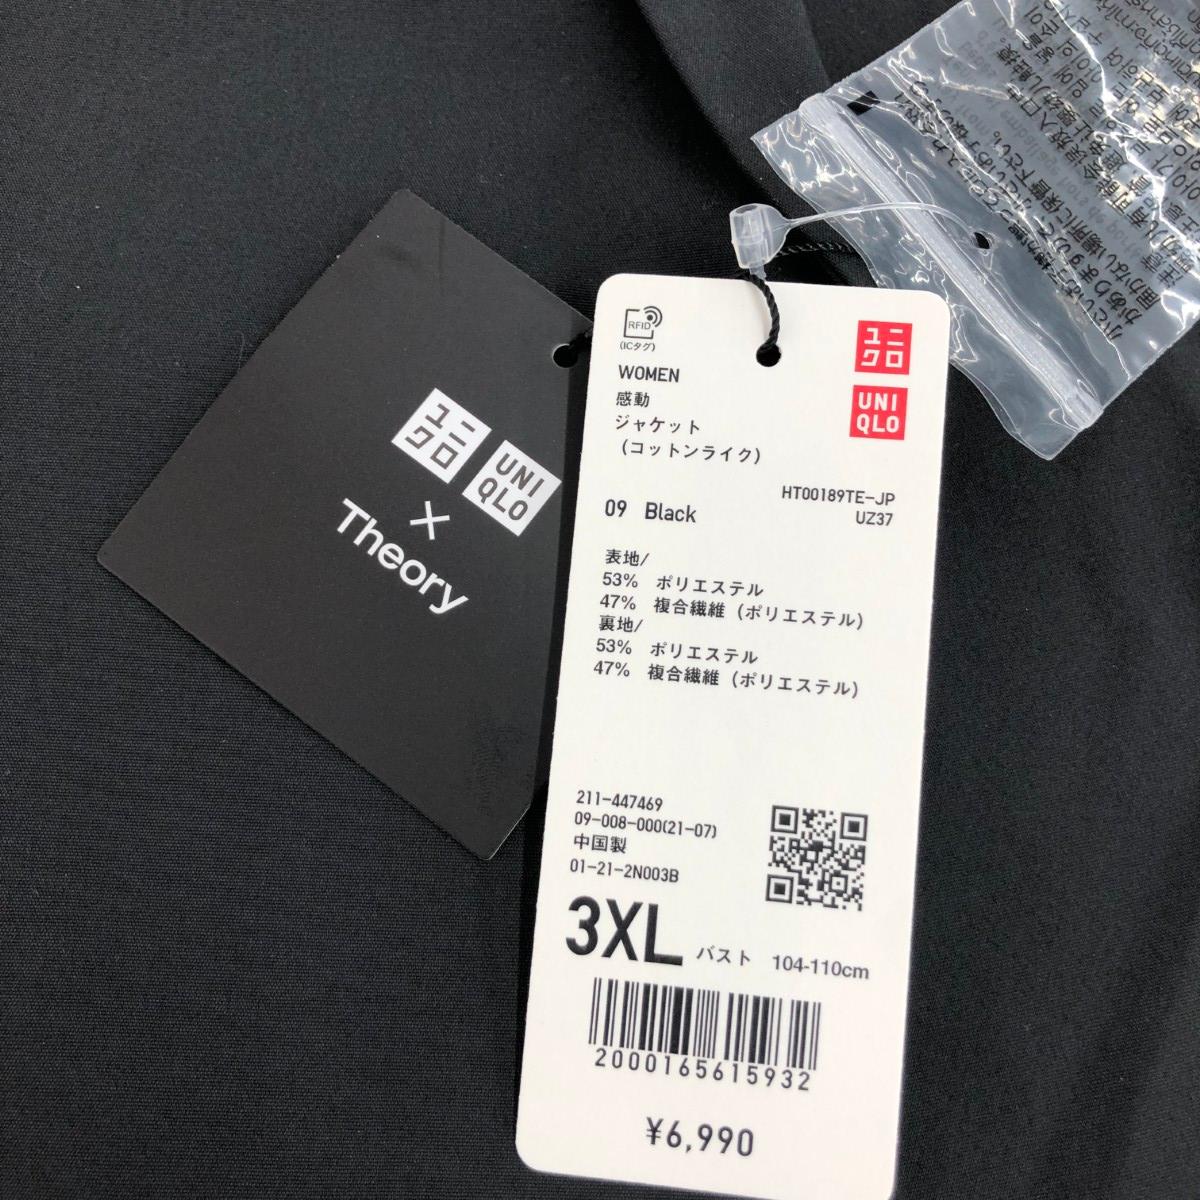 ユニ
クロ
UNI
QLO
×
Theory
RFID
(ICタグ)
ユニ
クロ
UNI
QLO
WOMEN
感動
ジャケット
(コットンライク)
HT00189TE-JP
UZ37
09 Black
表地/
53% ポリエステル
47% 複合繊維(ポリエステル)
裏地/
53% ポリエステル
47% 複合繊維(ポリエステル)
211-447469
09-008-000(21-07)
中国製
01-21-2N003B
3XL バスト 104-110cm
2000165615932
¥6,990